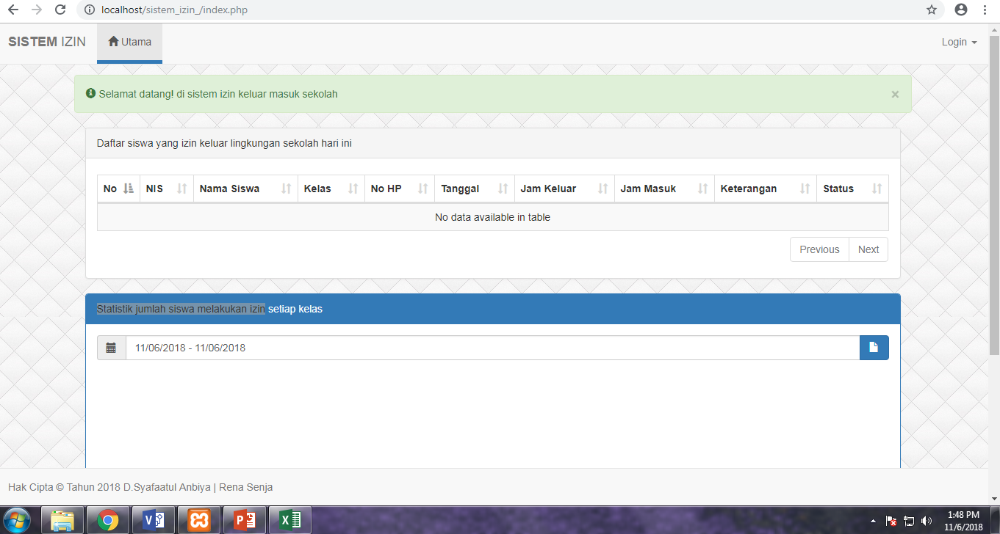 localhost/sistem_izin_/index.php
SISTEM IZIN Utama Login
Selamat datang! di sistem izin keluar masuk sekolah ×
Daftar siswa yang izin keluar lingkungan sekolah hari ini
No NIS Nama Siswa Kelas No HP Tanggal Jam Keluar Jam Masuk Keterangan Status
No data available in table
Previous Next
Statistik jumlah siswa melakukan izin setiap kelas
11/06/2018 - 11/06/2018
Hak Cipta © Tahun 2018 D.Syafaatul Anbiya | Rena Senja
1:48 PM
11/6/2018